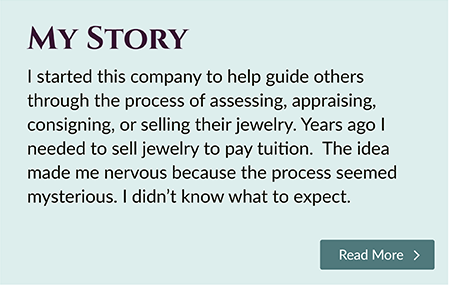 My Story
I started this company to help guide others
through the process of assessing, appraising,
consigning, or selling their jewelry. Years ago I
needed to sell jewelry to pay tuition.  The idea
made me nervous because the process seemed
mysterious. I didn’t know what to expect.
Read More